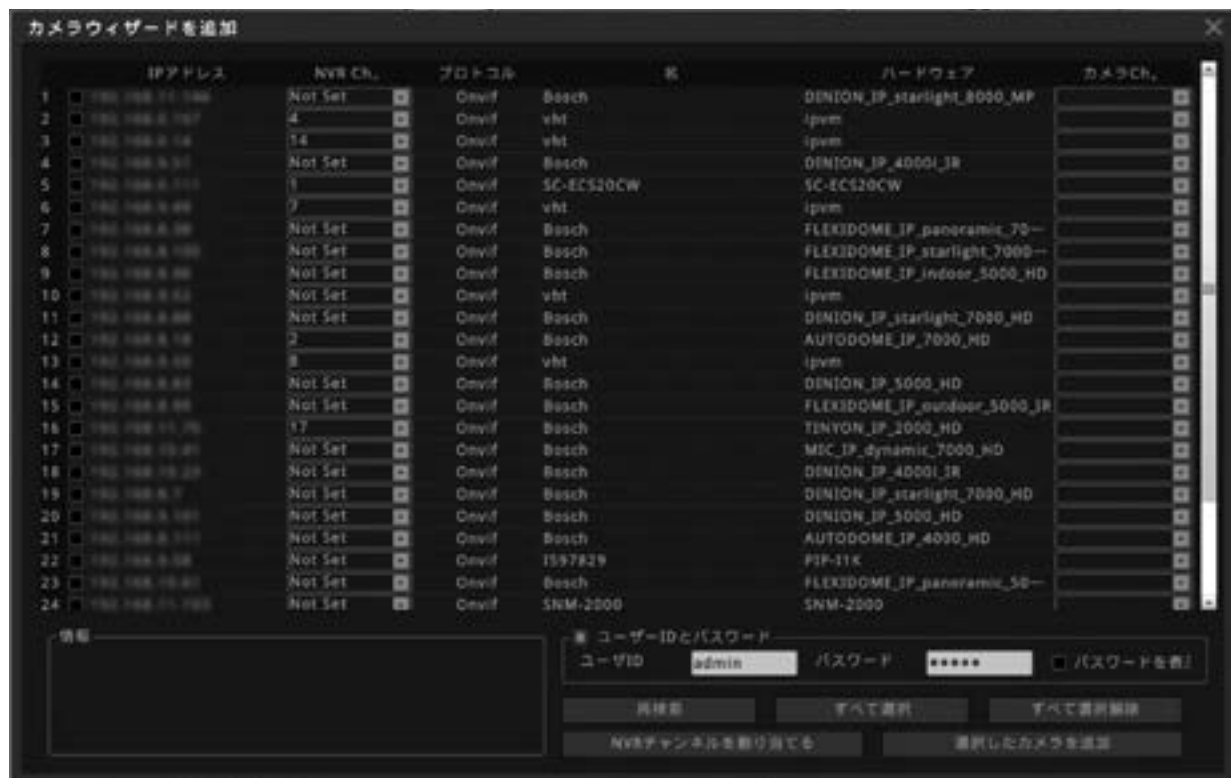 カメラウィザードを追加
IPアドレス NVR Ch. プロトコル 名 ハードウェア カメラCh.
1 Not Set Onvif Bosch DINION_IP_starlight_8000_MP
2 4 Onvif vht ipvm
3 14 Onvif vht ipvm
4 Not Set Onvif Bosch DINION_IP_4000I_IR
5 1 Onvif SC-ECS20CW SC-ECS20CW
6 7 Onvif vht ipvm
7 Not Set Onvif Bosch FLEXIDOME_IP_panoramic_70…
8 Not Set Onvif Bosch FLEXIDOME_IP_starlight_7000…
9 Not Set Onvif Bosch FLEXIDOME_IP_indoor_5000_HD
10 Not Set Onvif vht ipvm
11 Not Set Onvif Bosch DINION_IP_starlight_7000_HD
12 2 Onvif Bosch AUTODOME_IP_7000_HD
13 8 Onvif vht ipvm
14 Not Set Onvif Bosch DINION_IP_5000_HD
15 Not Set Onvif Bosch FLEXIDOME_IP_outdoor_5000_IR
16 17 Onvif Bosch TINYON_IP_2000_HD
17 Not Set Onvif Bosch MIC_IP_dynamic_7000_HD
18 Not Set Onvif Bosch DINION_IP_4000I_IR
19 Not Set Onvif Bosch DINION_IP_starlight_7000_HD
20 Not Set Onvif Bosch DINION_IP_5000_HD
21 Not Set Onvif Bosch AUTODOME_IP_4000_HD
22 Not Set Onvif I597829 PIP-I1K
23 Not Set Onvif Bosch FLEXIDOME_IP_panoramic_50…
24 Not Set Onvif SNM-2000 SNM-2000
情報
ユーザーIDとパスワード
ユーザID admin パスワード ••••• パスワードを表示
再検索 すべて選択 すべて選択解除
NVRチャンネルを割り当てる 選択したカメラを追加